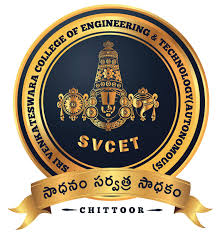 SRI VENKATESWARA COLLEGE OF ENGINEERING & TECHNOLOGY(AUTONOMOUS)
SVCET
సాధనం సర్వత్ర సాధకం
CHITTOOR